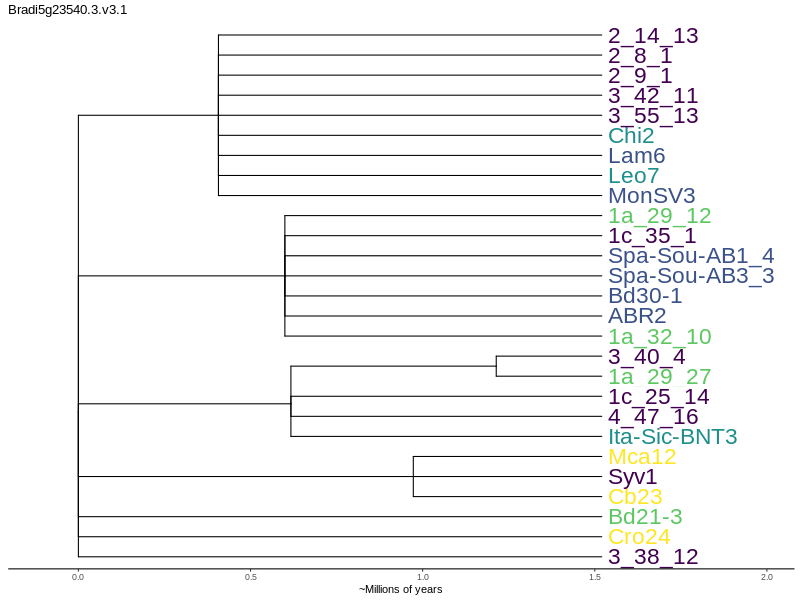 Bradi5g23540.3.v3.1
2_14_13
2_8_1
2_9_1
3_42_11
3_55_13
Chi2
Lam6
Leo7
MonSV3
1a_29_12
1c_35_1
Spa-Sou-AB1_4
Spa-Sou-AB3_3
Bd30-1
ABR2
1a_32_10
3_40_4
1a_29_27
1c_25_14
4_47_16
Ita-Sic-BNT3
Mca12
Syv1
Cb23
Bd21-3
Cro24
3_38_12
0.0 0.5 1.0 1.5 2.0
~Millions of years